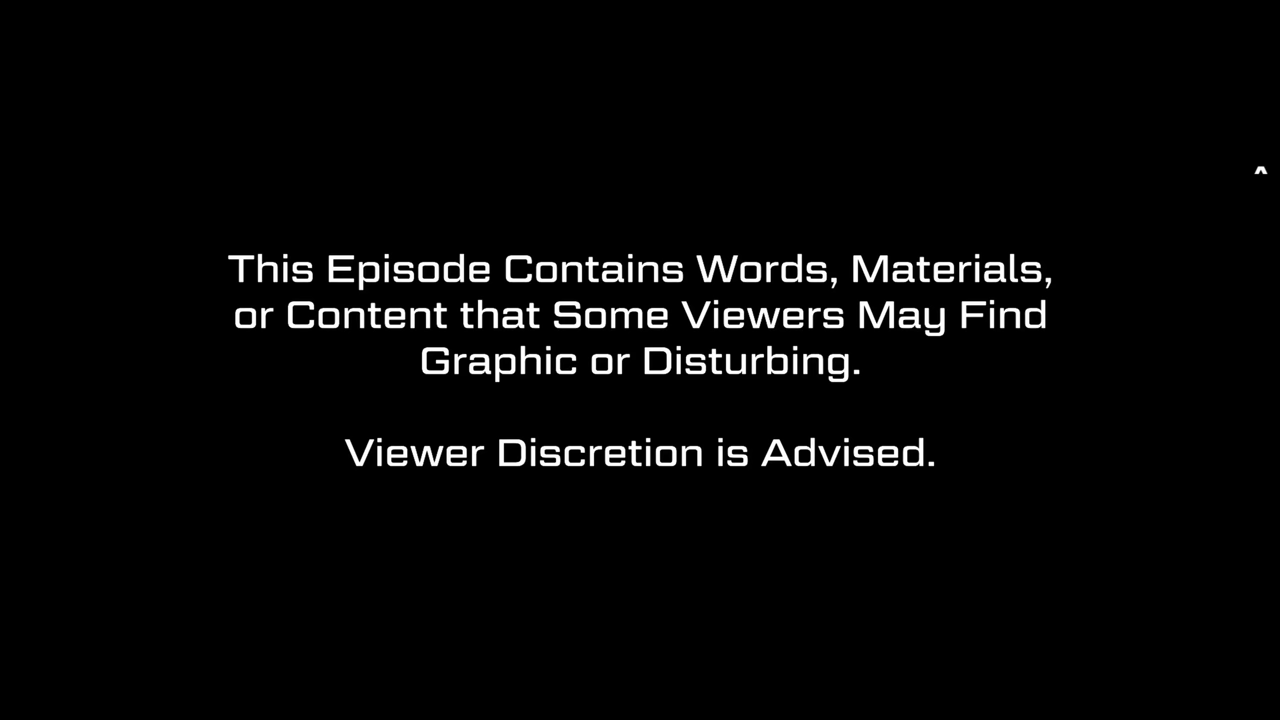 This Episode Contains Words, Materials,
or Content that Some Viewers May Find
Graphic or Disturbing.
Viewer Discretion is Advised.